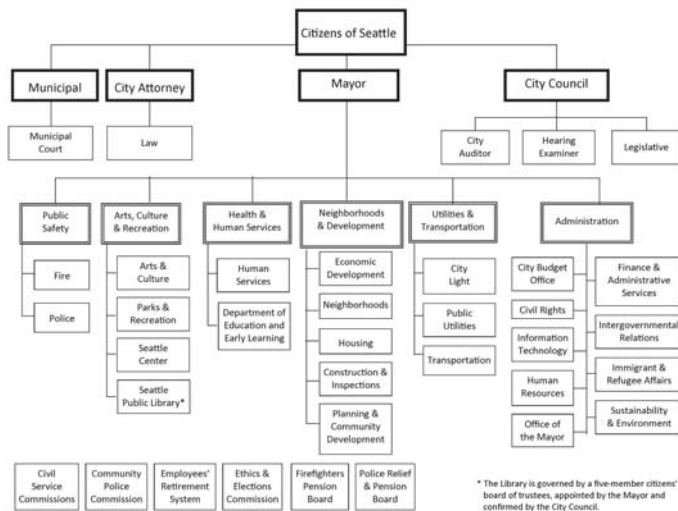 Citizens of Seattle
Municipal
City Attorney
Mayor
City Council
Municipal
Court
Law
City
Auditor
Hearing
Examiner
Legislative
Public
Safety
Arts, Culture
& Recreation
Health &
Human Services
Neighborhoods
& Development
Utilities &
Transportation
Administration
Fire
Police
Arts &
Culture
Parks &
Recreation
Seattle
Center
Seattle
Public Library*
Human
Services
Department of
Education and
Early Learning
Economic
Development
Neighborhoods
Housing
Construction &
Inspections
Planning &
Community
Development
City
Light
Public
Utilities
Transportation
City Budget
Office
Civil Rights
Information
Technology
Human
Resources
Office of
the Mayor
Finance &
Administrative
Services
Intergovernmental
Relations
Immigrant &
Refugee Affairs
Sustainability
& Environment
Civil
Service
Commissions
Community
Police
Commission
Employees'
Retirement
System
Ethics &
Elections
Commission
Firefighters
Pension
Board
Police Relief
& Pension
Board
* The Library is governed by a five-member citizens'
board of trustees, appointed by the Mayor and
confirmed by the City Council.